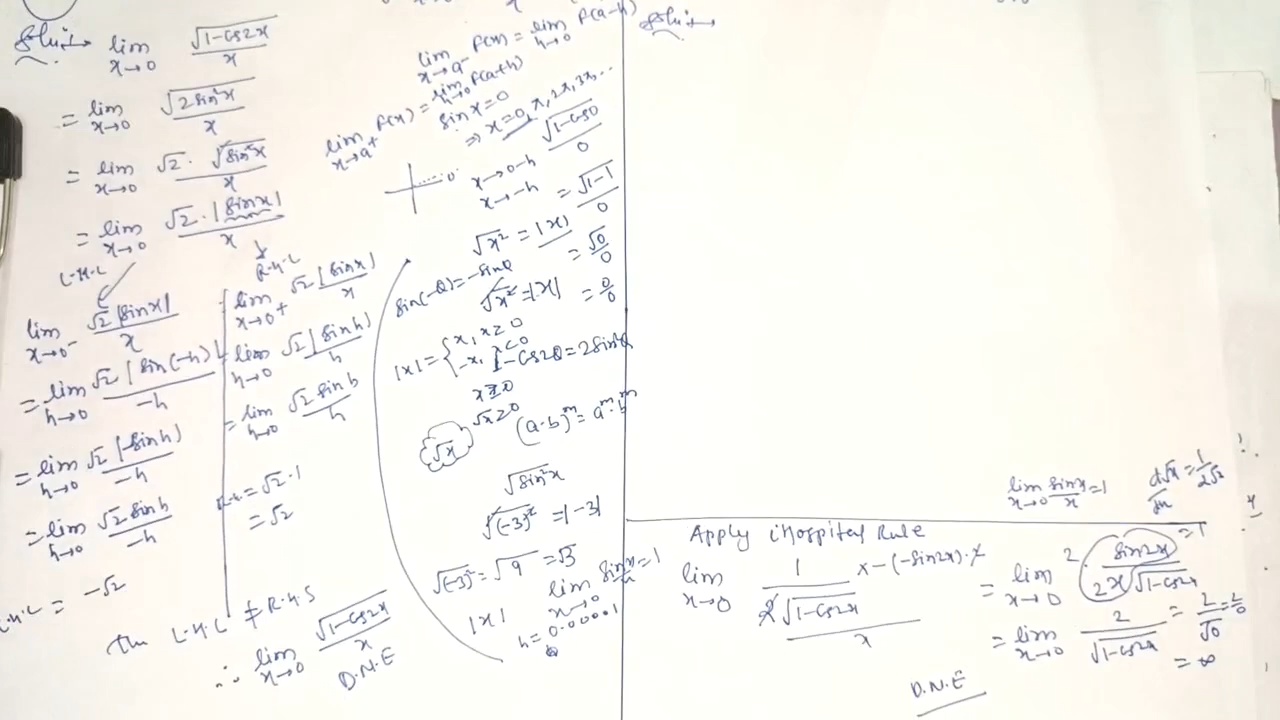 Solu:→ lim x→0 √(1-cos2x) / x
= lim x→0 √(2sin²x) / x
= lim x→0 √2 · √(sin²x) / x
= lim x→0 √2 · |sinx| / x
L.H.L
R.H.L
lim x→0⁻ √2 |sinx| / x
= lim h→0 √2 |sin(-h)| / -h
= lim h→0 √2 |-sinh| / -h
= lim h→0 √2 sinh / -h
L.H.L = -√2
lim x→0+ √2 |sinx| / x
lim h→0 √2 |sinh| / h
= lim h→0 √2 sinh / h
= √2 · 1
= √2
L.H.L ≠ R.H.S
∴ lim x→0 √(1-cos2x) / x
D.N.E
lim x→a⁻ f(x) = lim h→0 f(a-h)
lim x→a+ f(x) = lim h→0 f(a+h)
sinx=0
⇒ x=0, π, 2π, 3π, ...
x→0-h
x→-h
√(1-cos0) / 0
= √(1-1) / 0
= √0 / 0
= 0/0
√x² = |x|
sin(-θ) = -sinθ
√x² = |x|
|x| = { x, x≥0
-x, x<0
1-cos2θ = 2sin²θ
x≥0
√x≥0
√x
(a·b)ᵐ = aᵐ·bᵐ
√sin²x
√(-3)² = |-3|
√(-3)² = √9 = √3
|x|
lim x→0 sinx/x = 1
h = 0.00001
Solu:→
lim x→0 sinx/x = 1
d√x/dx = 1/2√x
Apply
Rule
lim x→0 1 / 2√(1-cos2x) × -(-sin2x)·2 / x
= lim x→0 2 · sin2x / 2x√(1-cos2x)
= 1
= lim x→0 2 / √(1-cos2x) = 2/√0 = 2/0
= ∞
D.N.E